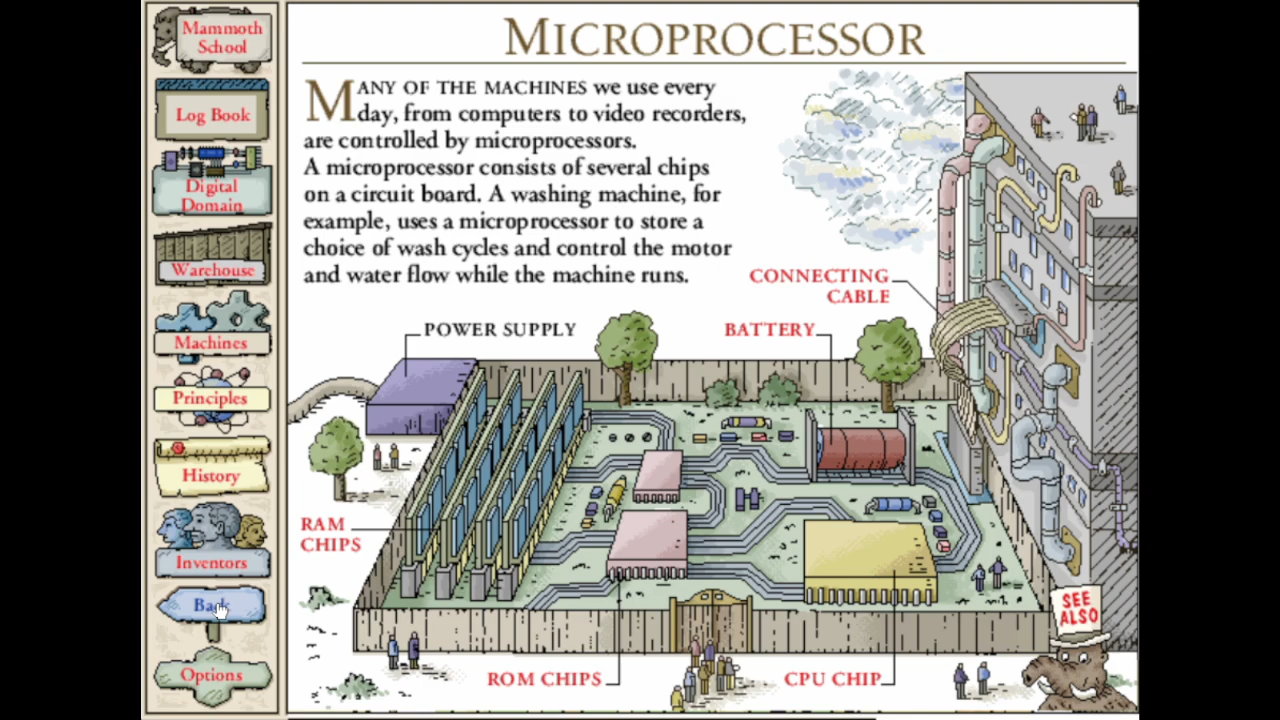 Mammoth
School
Log Book
Digital
Domain
Warehouse
Machines
Principles
History
Inventors
Back
Options
MICROPROCESSOR
MANY OF THE MACHINES we use every
day, from computers to video recorders,
are controlled by microprocessors.
A microprocessor consists of several chips
on a circuit board. A washing machine, for
example, uses a microprocessor to store a
choice of wash cycles and control the motor
and water flow while the machine runs.
CONNECTING
CABLE
POWER SUPPLY
BATTERY
RAM
CHIPS
ROM CHIPS
CPU CHIP
SEE
ALSO